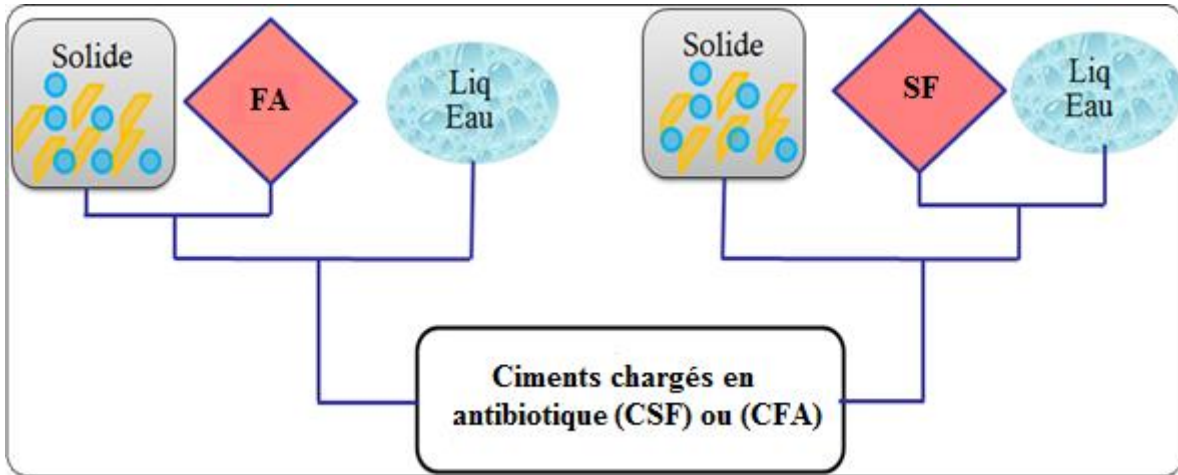 Solide
FA
Liq
Eau
Solide
SF
Liq
Eau
Ciments chargés en
antibiotique (CSF) ou (CFA)